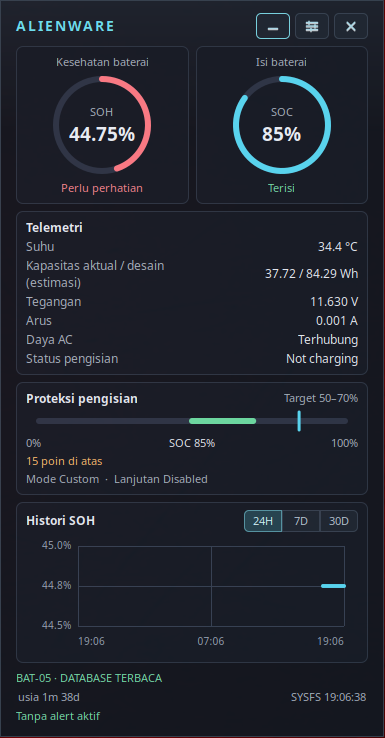 ALIENWARE
Kesehatan baterai
SOH
44.75%
Perlu perhatian
Isi baterai
SOC
85%
Terisi
Telemetri
Suhu 34.4 °C
Kapasitas aktual / desain
(estimasi) 37.72 / 84.29 Wh
Tegangan 11.630 V
Arus 0.001 A
Daya AC Terhubung
Status pengisian Not charging
Proteksi pengisian Target 50–70%
0% SOC 85% 100%
15 poin di atas
Mode Custom · Lanjutan Disabled
Histori SOH 24H 7D 30D
45.0%
44.8%
44.5%
19:06 07:06 19:06
BAT-05 · DATABASE TERBACA
usia 1m 38d SYSFS 19:06:38
Tanpa alert aktif